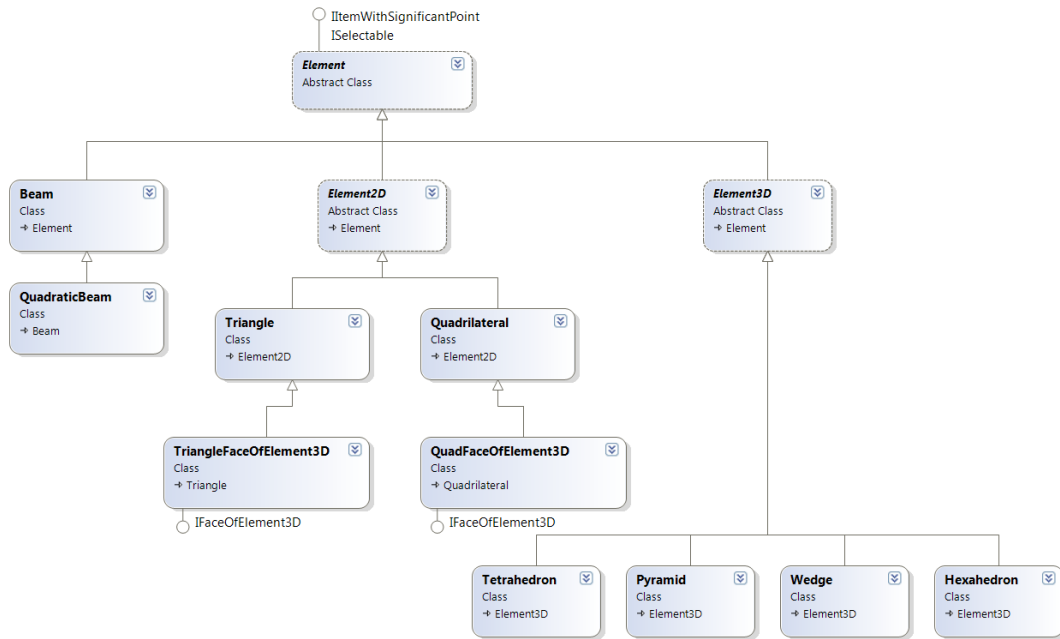 IItemWithSignificantPoint
ISelectable
Element
Abstract Class
Beam
Class
Element
Element2D
Abstract Class
Element
Element3D
Abstract Class
Element
QuadraticBeam
Class
Beam
Triangle
Class
Element2D
Quadrilateral
Class
Element2D
TriangleFaceOfElement3D
Class
Triangle
IFaceOfElement3D
QuadFaceOfElement3D
Class
Quadrilateral
IFaceOfElement3D
Tetrahedron
Class
Element3D
Pyramid
Class
Element3D
Wedge
Class
Element3D
Hexahedron
Class
Element3D